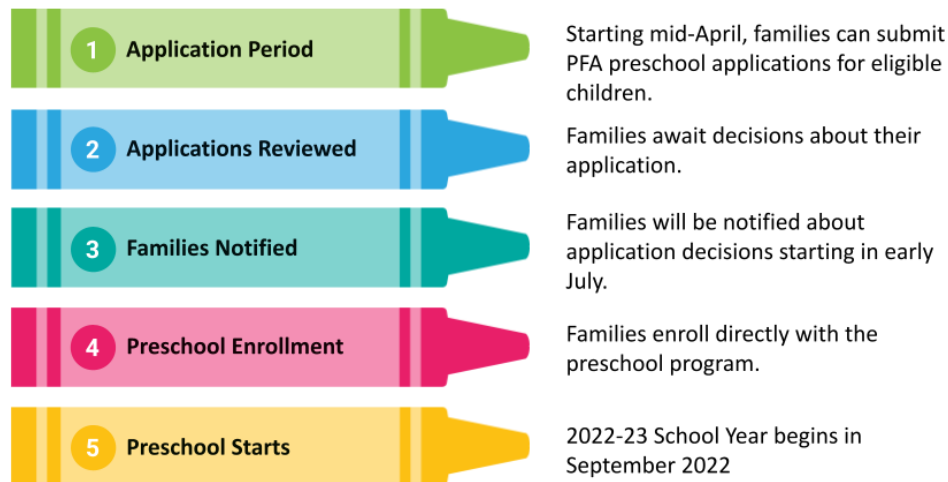 1 Application Period
Starting mid-April, families can submit
PFA preschool applications for eligible
children.
2 Applications Reviewed
Families await decisions about their
application.
3 Families Notified
Families will be notified about
application decisions starting in early
July.
4 Preschool Enrollment
Families enroll directly with the
preschool program.
5 Preschool Starts
2022-23 School Year begins in
September 2022